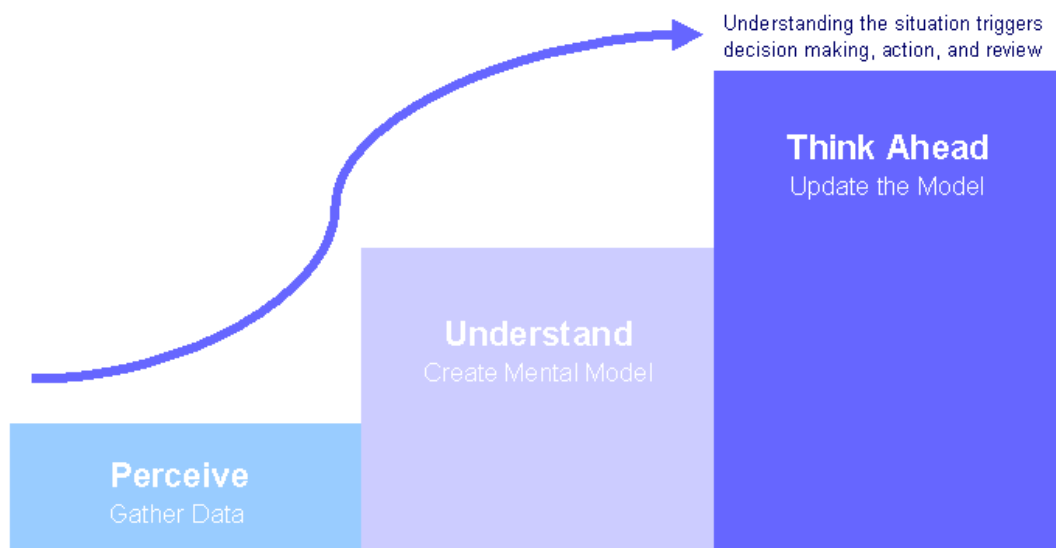 Understanding the situation triggers
decision making, action, and review
Think Ahead
Update the Model
Understand
Create Mental Model
Perceive
Gather Data